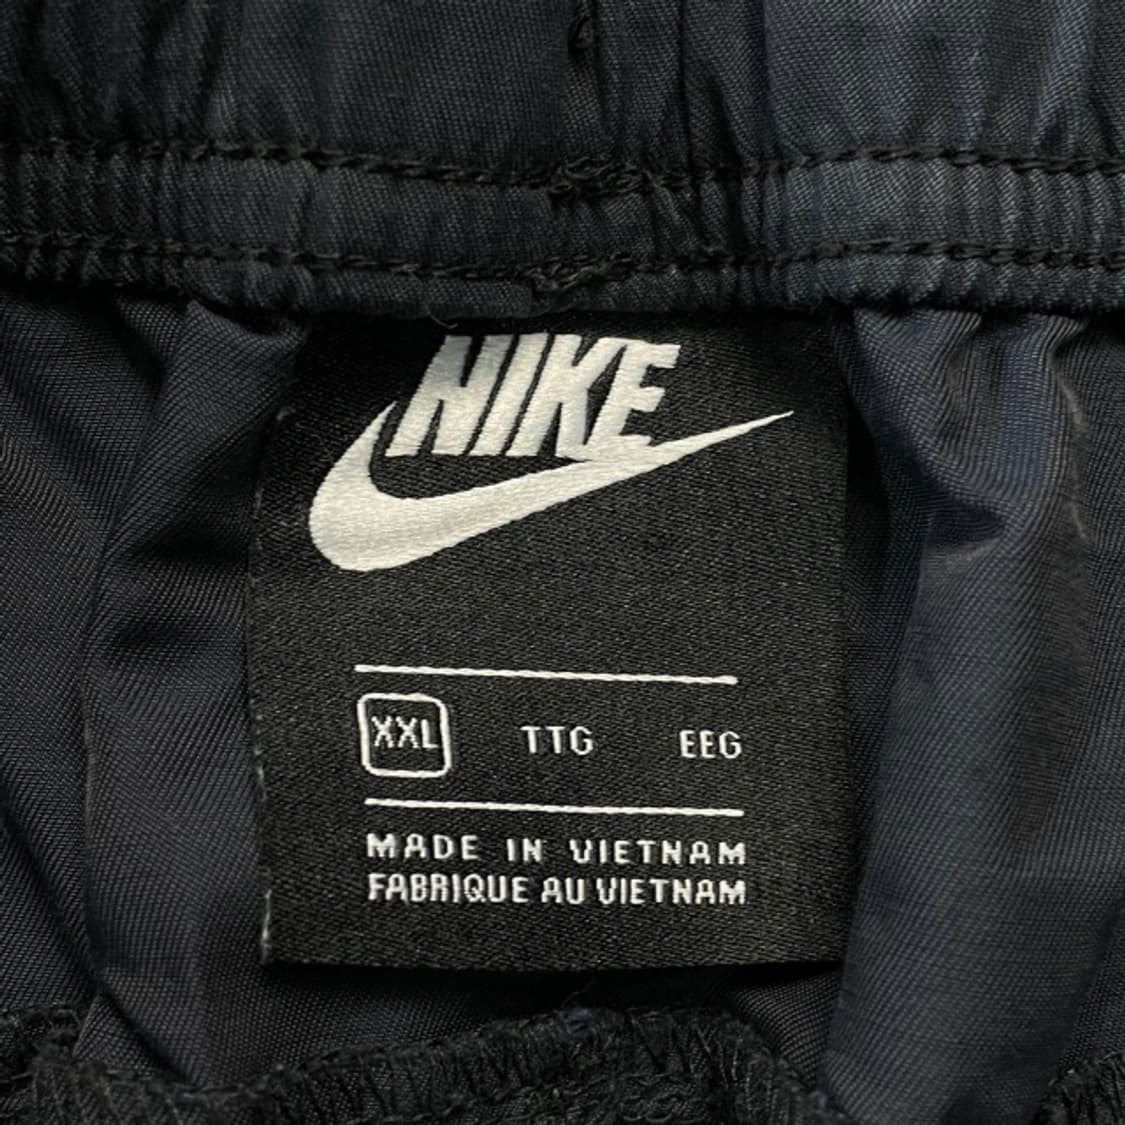 NIKE
XXL TTG EEG
MADE IN VIETNAM
FABRIQUE AU VIETNAM